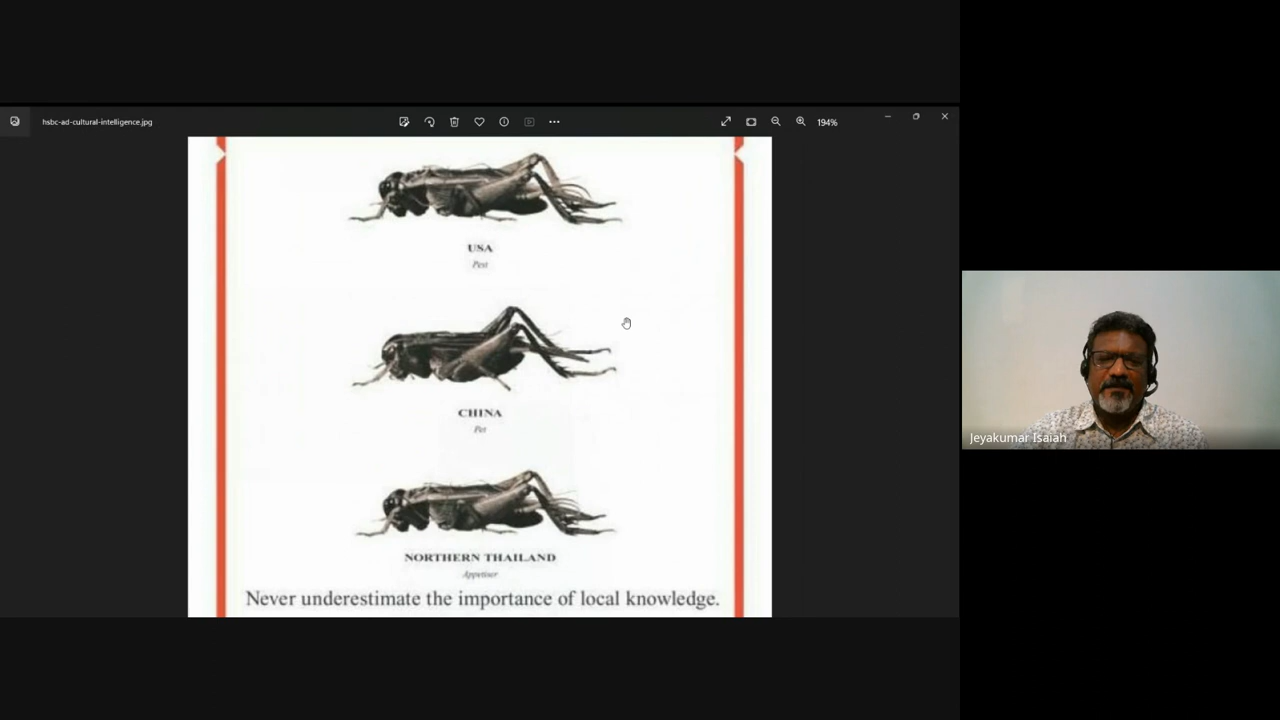 hsbc-ad-cultural-intelligence.jpg
194%
USA
Pest
CHINA
Pet
NORTHERN THAILAND
Appetiser
Never underestimate the importance of local knowledge.
Jeyakumar Isaiah